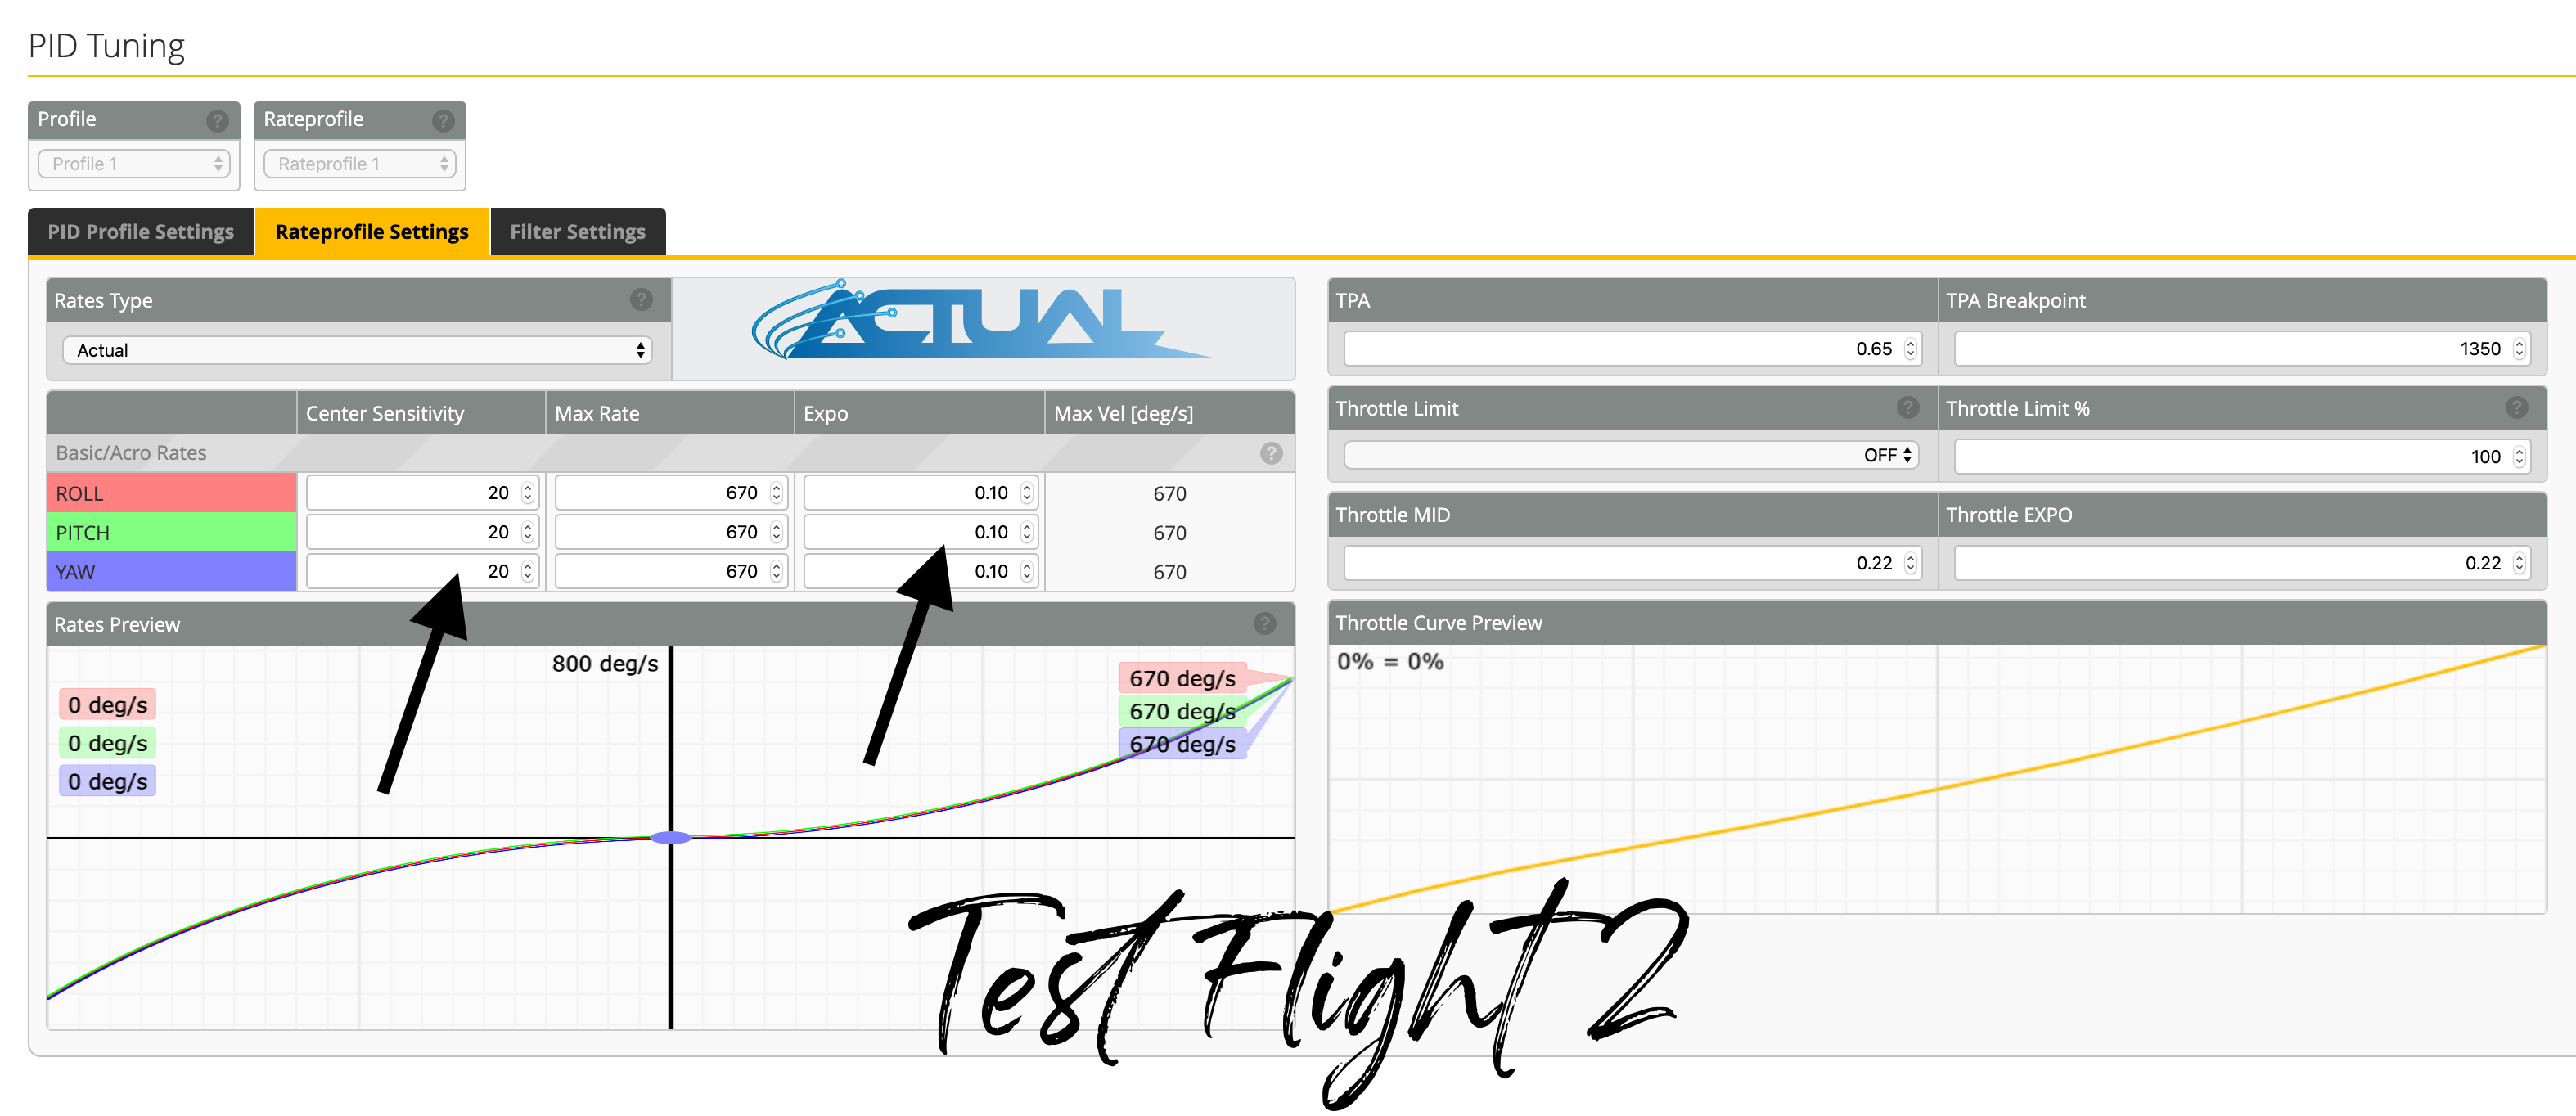 PID Tuning
Profile
Rateprofile
Profile 1
Rateprofile 1
PID Profile Settings
Rateprofile Settings
Filter Settings
Rates Type
Actual
ACTUAL
Center Sensitivity
Max Rate
Expo
Max Vel [deg/s]
Basic/Acro Rates
ROLL 20 670 0.10 670
PITCH 20 670 0.10 670
YAW 20 670 0.10 670
Rates Preview
800 deg/s
0 deg/s
0 deg/s
0 deg/s
670 deg/s
670 deg/s
670 deg/s
TPA
TPA Breakpoint
0.65
1350
Throttle Limit
Throttle Limit %
OFF
100
Throttle MID
Throttle EXPO
0.22
0.22
Throttle Curve Preview
0% = 0%
Test Flight 2